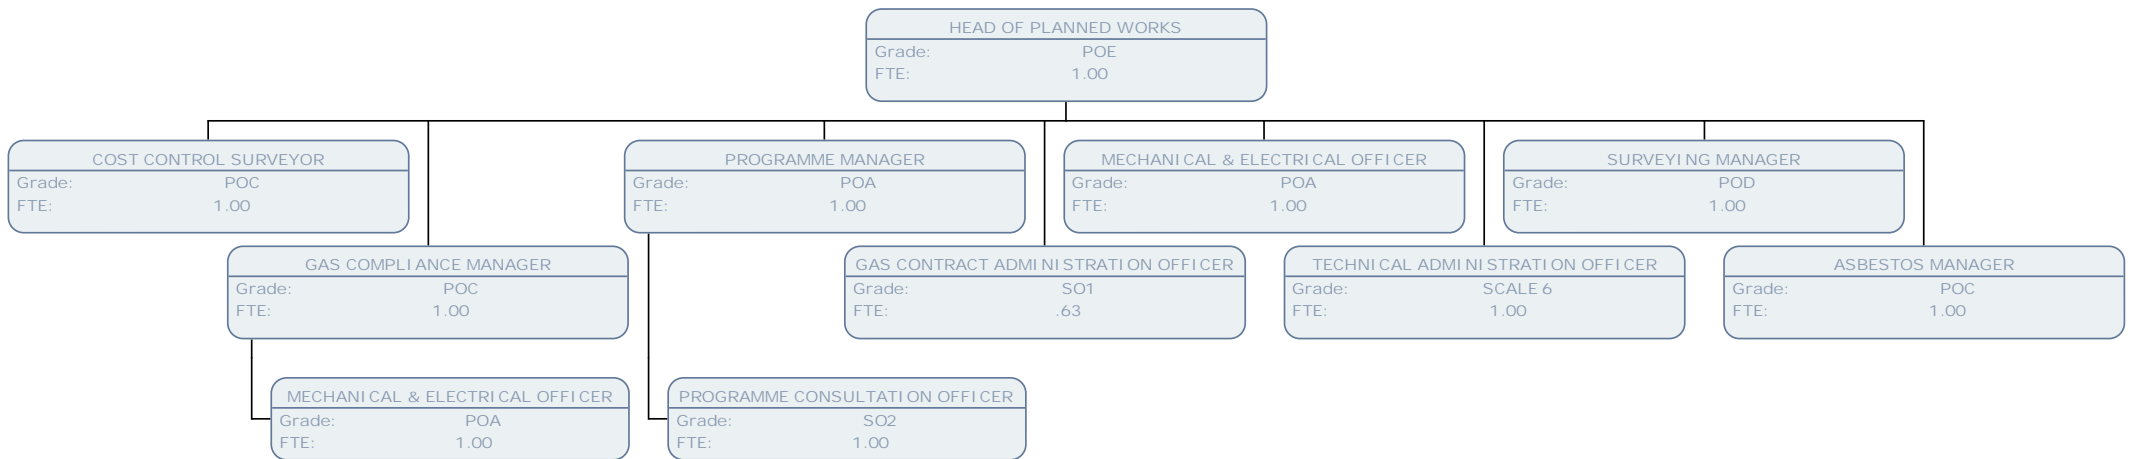 HEAD OF PLANNED WORKS
Grade: POE
FTE: 1.00
COST CONTROL SURVEYOR
Grade: POC
FTE: 1.00
PROGRAMME MANAGER
Grade: POA
FTE: 1.00
MECHANICAL & ELECTRICAL OFFICER
Grade: POA
FTE: 1.00
SURVEYING MANAGER
Grade: POD
FTE: 1.00
GAS COMPLIANCE MANAGER
Grade: POC
FTE: 1.00
GAS CONTRACT ADMINISTRATION OFFICER
Grade: SO1
FTE: .63
TECHNICAL ADMINISTRATION OFFICER
Grade: SCALE 6
FTE: 1.00
ASBESTOS MANAGER
Grade: POC
FTE: 1.00
MECHANICAL & ELECTRICAL OFFICER
Grade: POA
FTE: 1.00
PROGRAMME CONSULTATION OFFICER
Grade: SO2
FTE: 1.00